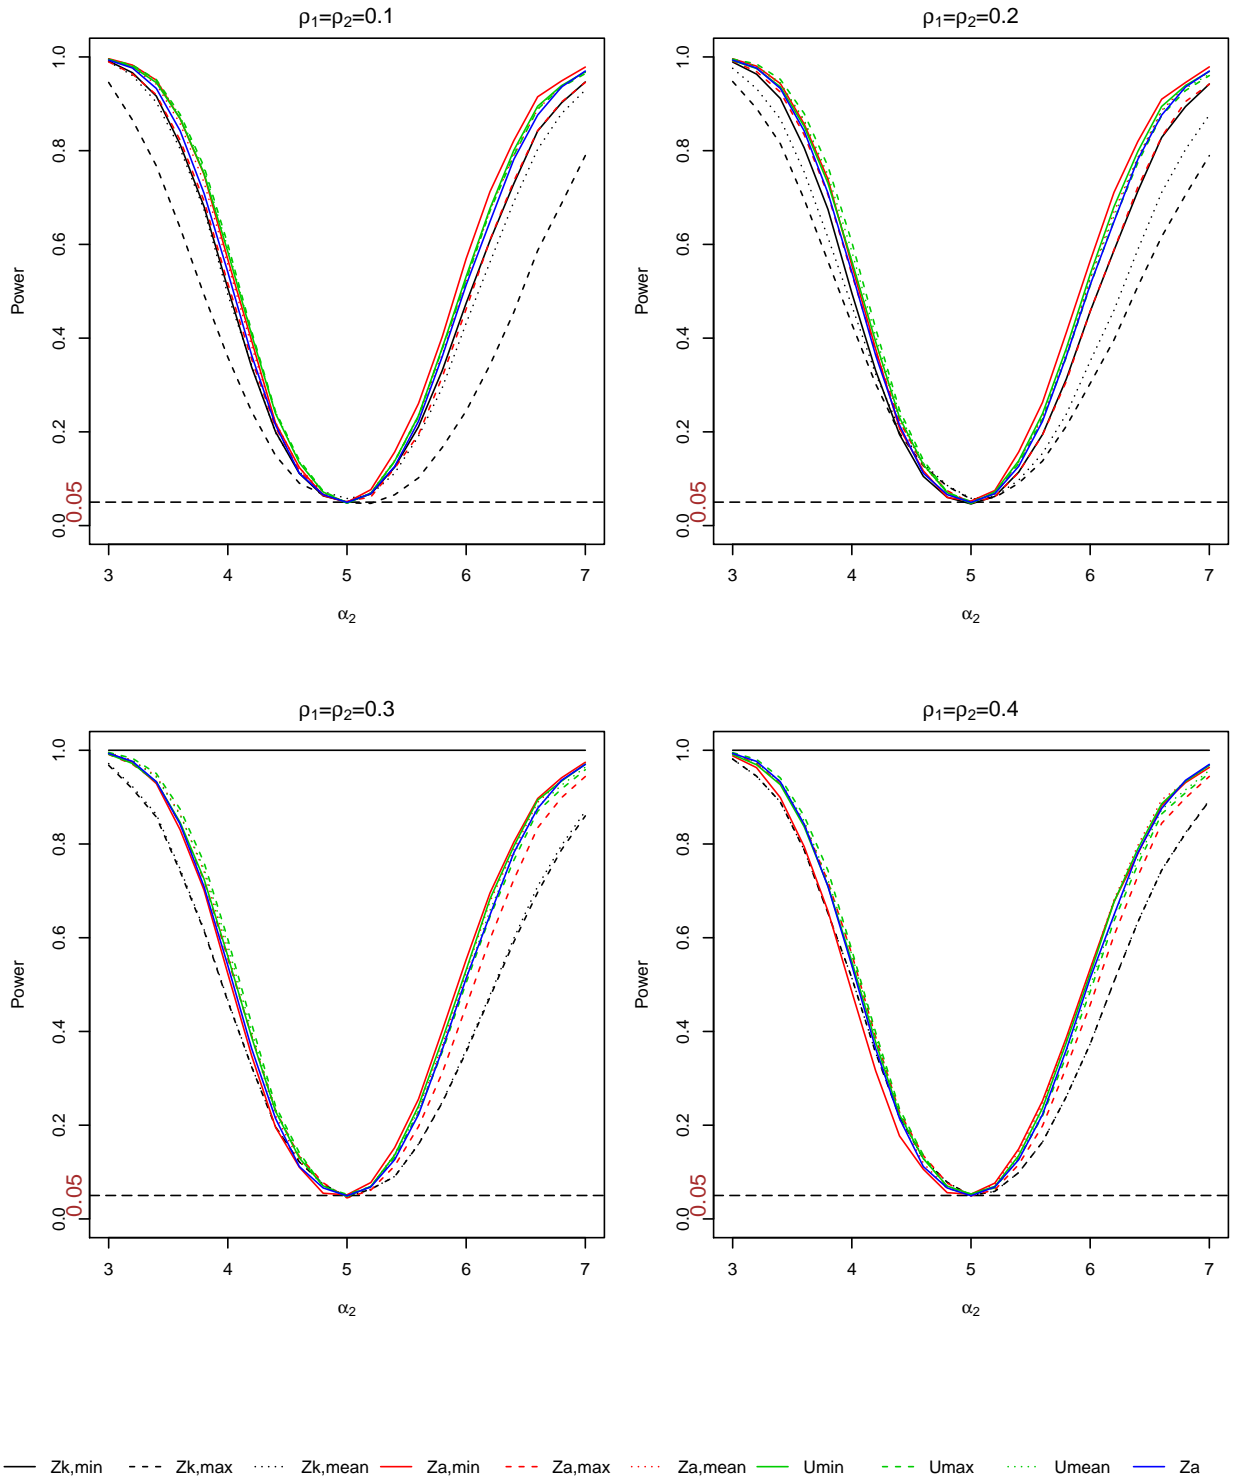 ρ1=ρ2=0.1
Power
0.0 0.2 0.4 0.6 0.8 1.0
0.05
3 4 5 6 7
α2
ρ1=ρ2=0.2
Power
0.0 0.2 0.4 0.6 0.8 1.0
0.05
3 4 5 6 7
α2
ρ1=ρ2=0.3
Power
0.0 0.2 0.4 0.6 0.8 1.0
0.05
3 4 5 6 7
α2
ρ1=ρ2=0.4
Power
0.0 0.2 0.4 0.6 0.8 1.0
0.05
3 4 5 6 7
α2
Zk,min Zk,max Zk,mean Za,min Za,max Za,mean Umin Umax Umean Za